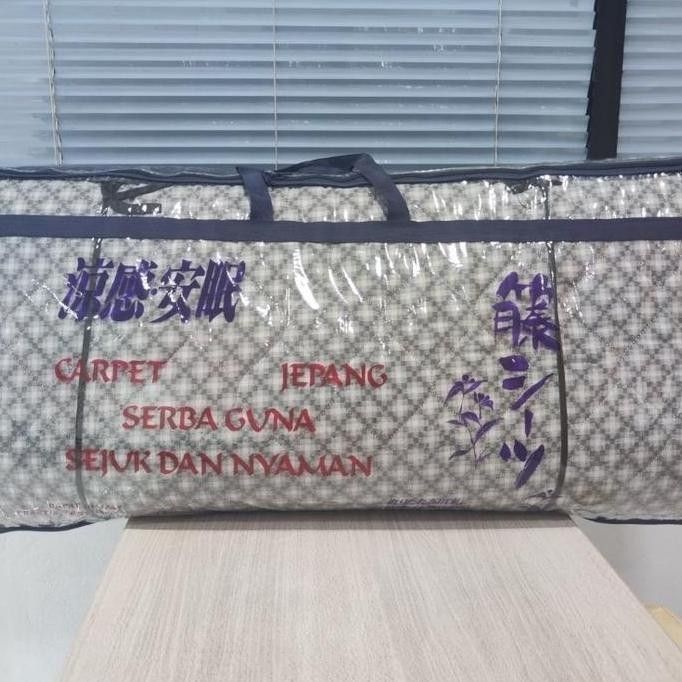 涼感·安眠
籐シーツ
CARPET JEPANG
SERBA GUNA
SEJUK DAN NYAMAN